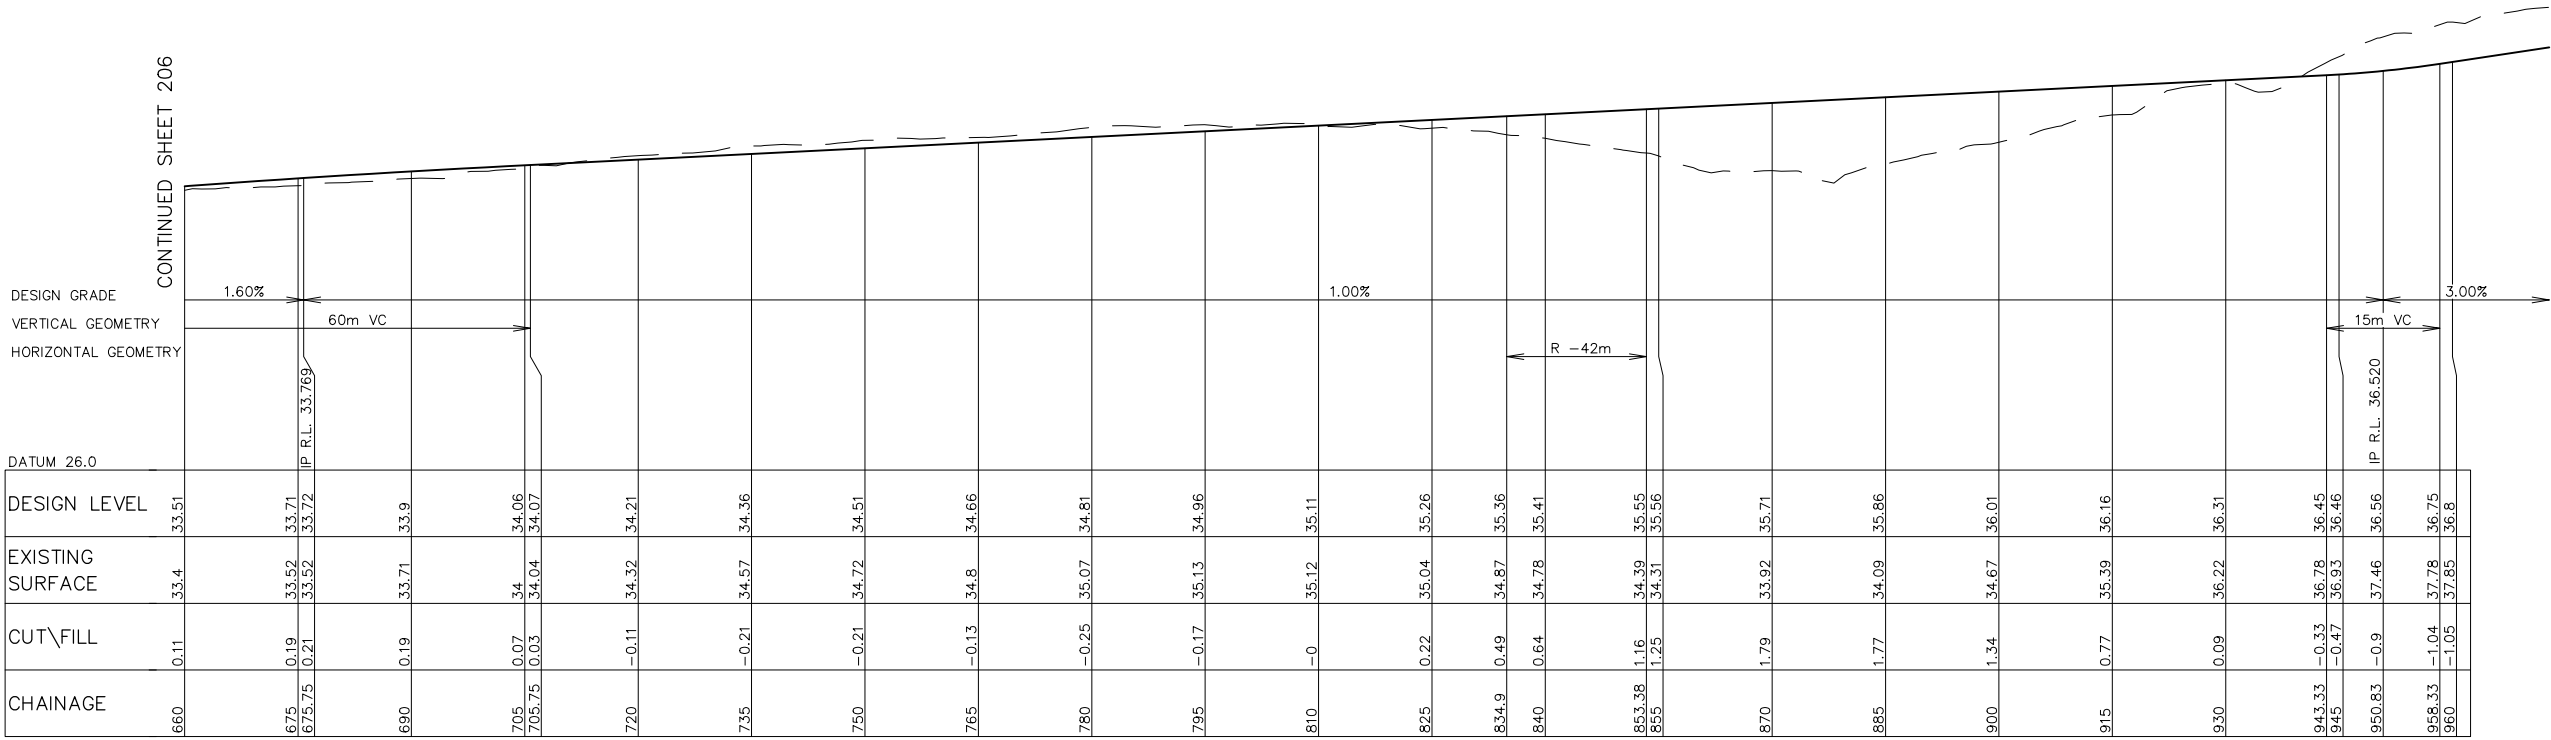 CONTINUED SHEET 206
DESIGN GRADE 1.60% 1.00% 3.00%
VERTICAL GEOMETRY 60m VC 15m VC
HORIZONTAL GEOMETRY R -42m
IP R.L. 33.769 IP R.L. 36.520
DATUM 26.0
DESIGN LEVEL 33.51 33.71 33.72 33.9 34.06 34.07 34.21 34.36 34.51 34.66 34.81 34.96 35.11 35.26 35.36 35.41 35.55 35.56 35.71 35.86 36.01 36.16 36.31 36.45 36.46 36.56 36.75 36.8
EXISTING
SURFACE 33.4 33.52 33.52 33.71 34 34.04 34.32 34.57 34.72 34.8 35.07 35.13 35.12 35.04 34.87 34.78 34.39 34.31 33.92 34.09 34.67 35.39 36.22 36.78 36.93 37.46 37.78 37.85
CUT\FILL 0.11 0.19 0.21 0.19 0.07 0.03 -0.11 -0.21 -0.21 -0.13 -0.25 -0.17 -0 0.22 0.49 0.64 1.16 1.25 1.79 1.77 1.34 0.77 0.09 -0.33 -0.47 -0.9 -1.04 -1.05
CHAINAGE 660 675 675.75 690 705 705.75 720 735 750 765 780 795 810 825 834.9 840 853.38 855 870 885 900 915 930 943.33 945 950.83 958.33 960